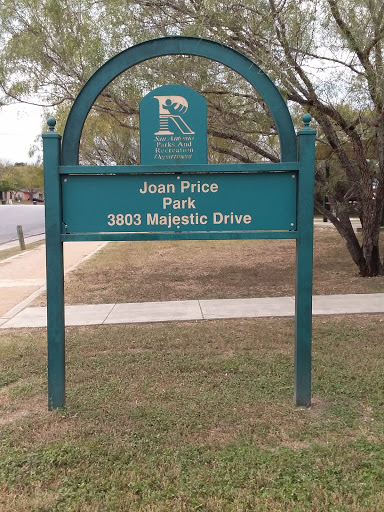 San Antonio
Parks And
Recreation
Department
Joan Price
Park
3803 Majestic Drive